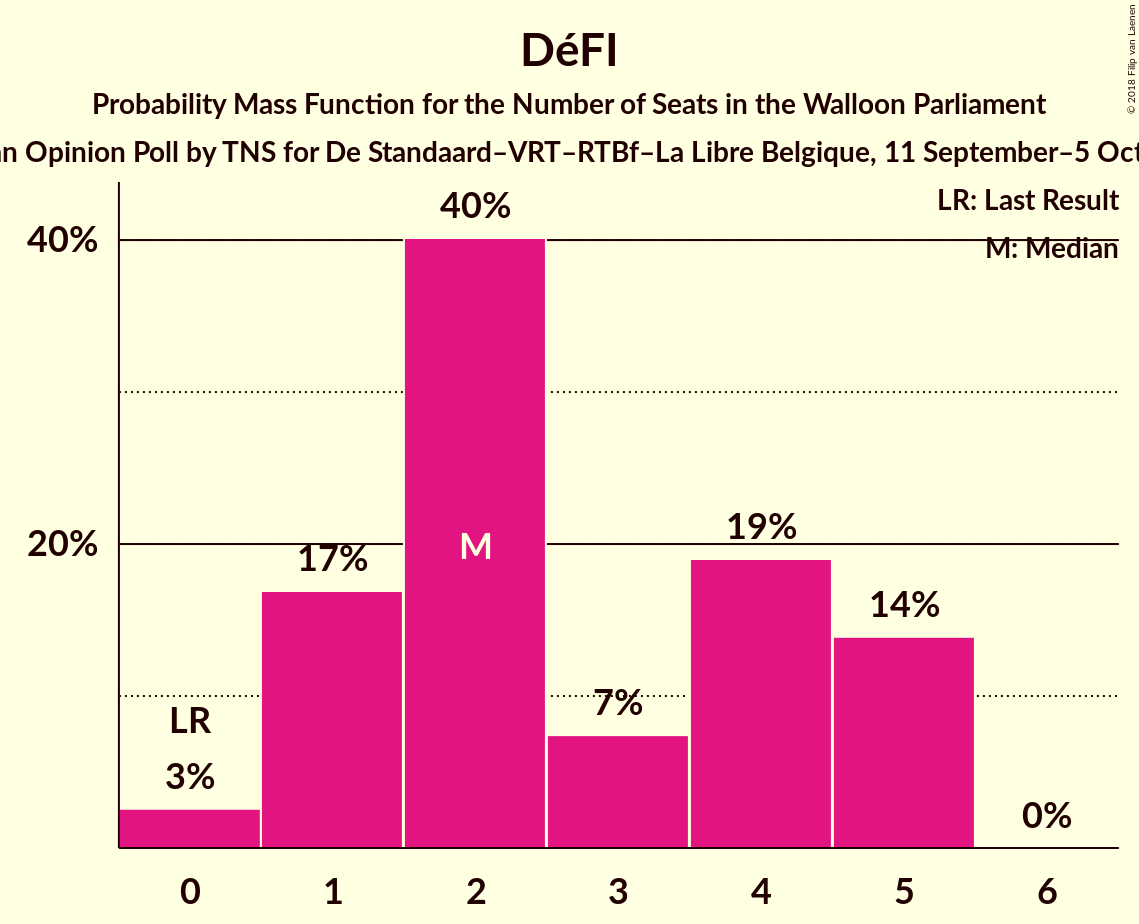 DéFI
Probability Mass Function for the Number of Seats in the Walloon Parliament
Opinion Poll by TNS for De Standaard–VRT–RTBf–La Libre Belgique, 11 September–5
© 2018 Filip van Laenen
LR: Last Result
M: Median
40%
20%
40%
17%
M
19%
14%
7%
LR
3%
0%
0 1 2 3 4 5 6